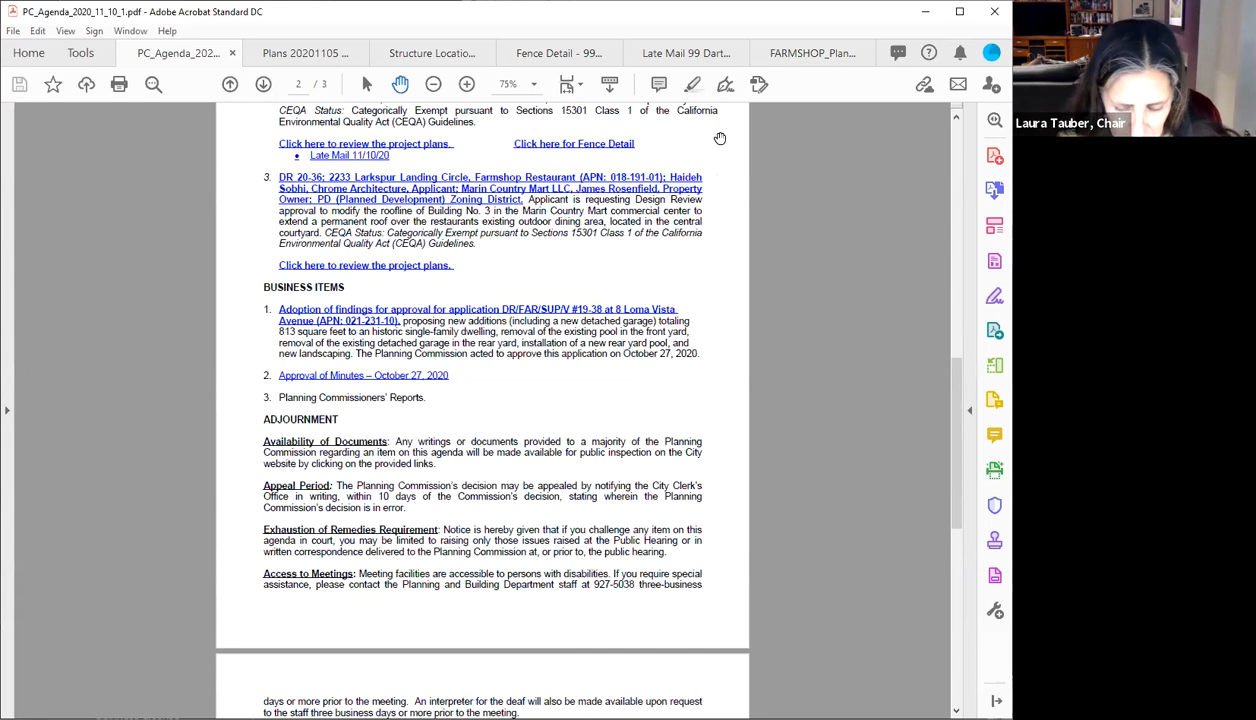 PC_Agenda_2020_11_10_1.pdf - Adobe Acrobat Standard DC
File Edit View Sign Window Help
Home Tools PC_Agenda_202... × Plans 20201105 ... Structure Locatio... Fence Detail - 99... Late Mail 99 Dart... FARMSHOP_Plan...
2 / 3 75%
CEQA Status: Categorically Exempt pursuant to Sections 15301 Class 1 of the California
Environmental Quality Act (CEQA) Guidelines.
Click here to review the project plans. Click here for Fence Detail
• Late Mail 11/10/20
3. DR 20-36; 2233 Larkspur Landing Circle, Farmshop Restaurant (APN: 018-191-01); Haideh
Sobhi, Chrome Architecture, Applicant; Marin Country Mart LLC, James Rosenfield, Property
Owner; PD (Planned Development) Zoning District. Applicant is requesting Design Review
approval to modify the roofline of Building No. 3 in the Marin Country Mart commercial center to
extend a permanent roof over the restaurants existing outdoor dining area, located in the central
courtyard. CEQA Status: Categorically Exempt pursuant to Sections 15301 Class 1 of the California
Environmental Quality Act (CEQA) Guidelines.
Click here to review the project plans.
BUSINESS ITEMS
1. Adoption of findings for approval for application DR/FAR/SUP/V #19-38 at 8 Loma Vista
Avenue (APN: 021-231-10), proposing new additions (including a new detached garage) totaling
813 square feet to an historic single-family dwelling, removal of the existing pool in the front yard,
removal of the existing detached garage in the rear yard, installation of a new rear yard pool, and
new landscaping. The Planning Commission acted to approve this application on October 27, 2020.
2. Approval of Minutes – October 27, 2020
3. Planning Commissioners' Reports.
ADJOURNMENT
Availability of Documents: Any writings or documents provided to a majority of the Planning
Commission regarding an item on this agenda will be made available for public inspection on the City
website by clicking on the provided links.
Appeal Period: The Planning Commission's decision may be appealed by notifying the City Clerk's
Office in writing, within 10 days of the Commission's decision, stating wherein the Planning
Commission's decision is in error.
Exhaustion of Remedies Requirement: Notice is hereby given that if you challenge any item on this
agenda in court, you may be limited to raising only those issues raised at the Public Hearing or in
written correspondence delivered to the Planning Commission at, or prior to, the public hearing.
Access to Meetings: Meeting facilities are accessible to persons with disabilities. If you require special
assistance, please contact the Planning and Building Department staff at 927-5038 three-business
days or more prior to the meeting. An interpreter for the deaf will also be made available upon request
to the staff three business days or more prior to the meeting.
Laura Tauber, Chair